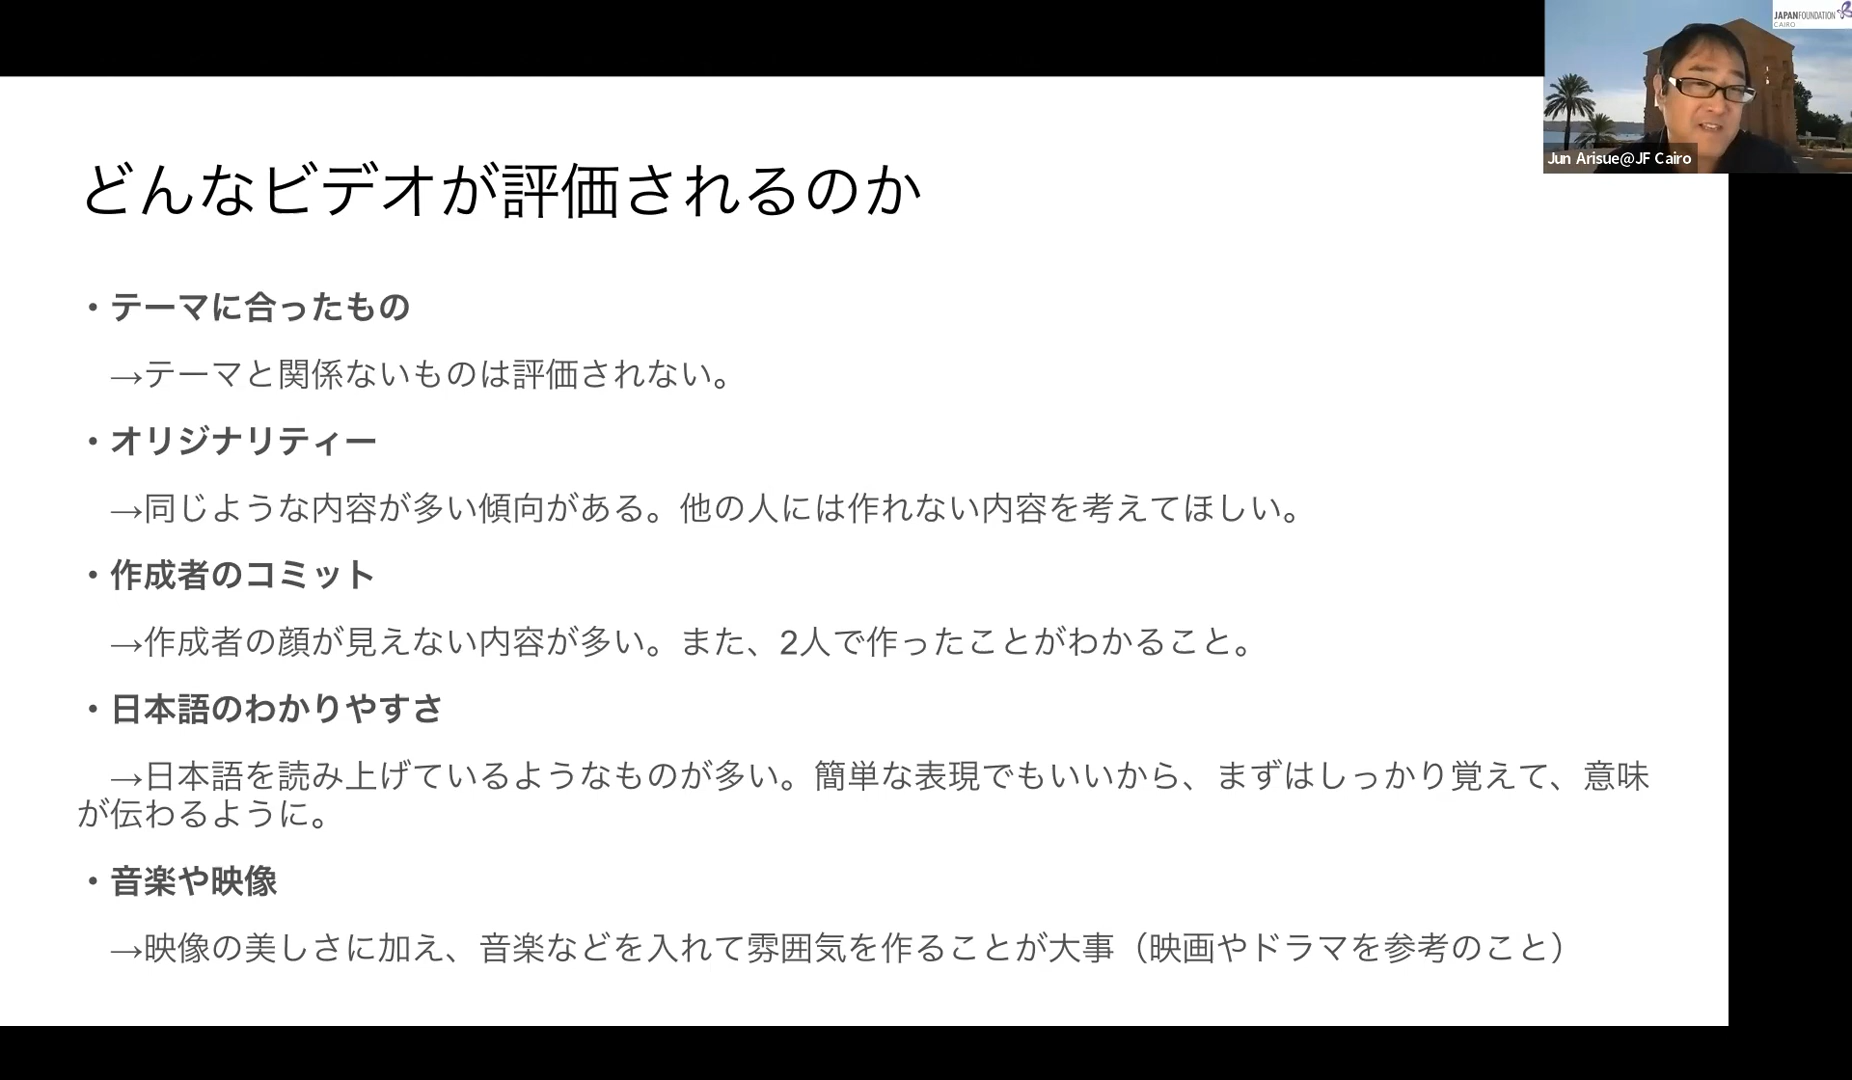 JAPANFOUNDATION
CAIRO
Jun Arisue@JF Cairo
どんなビデオが評価されるのか
・テーマに合ったもの
→テーマと関係ないものは評価されない。
・オリジナリティー
→同じような内容が多い傾向がある。他の人には作れない内容を考えてほしい。
・作成者のコミット
→作成者の顔が見えない内容が多い。また、2人で作ったことがわかること。
・日本語のわかりやすさ
→日本語を読み上げているようなものが多い。簡単な表現でもいいから、まずはしっかり覚えて、意味
が伝わるように。
・音楽や映像
→映像の美しさに加え、音楽などを入れて雰囲気を作ることが大事（映画やドラマを参考のこと）